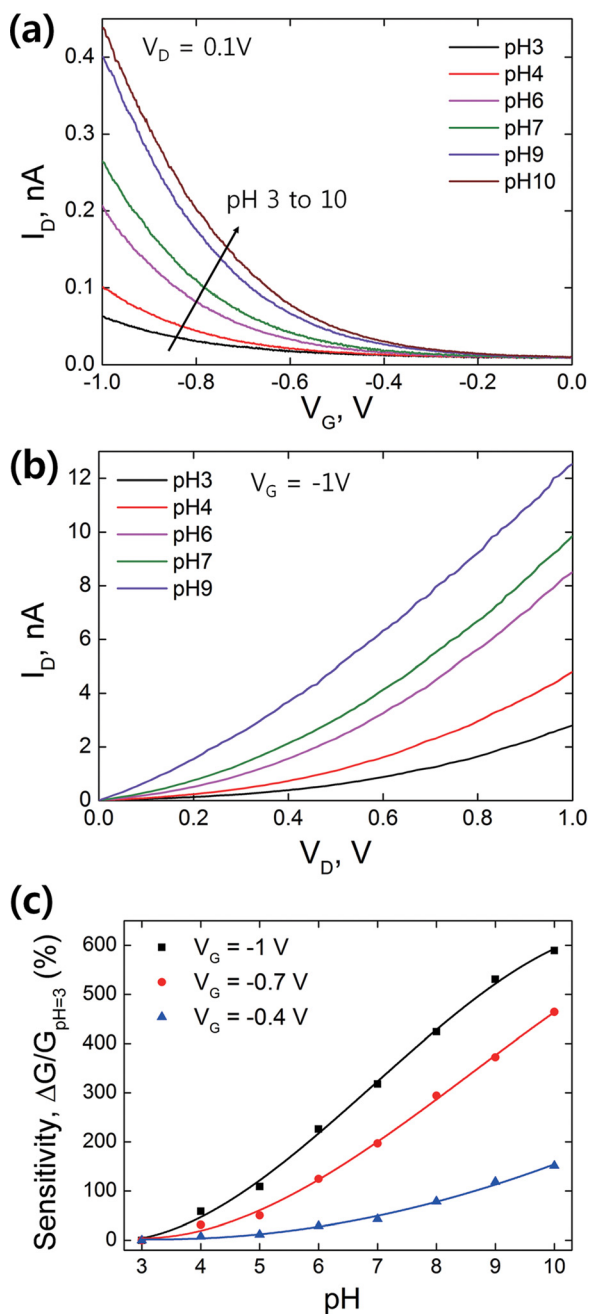 (a)
V_D = 0.1V
pH3
pH4
pH6
pH7
pH9
pH10
pH 3 to 10
I_D, nA
0.4
0.3
0.2
0.1
0.0
-1.0 -0.8 -0.6 -0.4 -0.2 0.0
V_G, V
(b)
V_G = -1V
pH3
pH4
pH6
pH7
pH9
I_D, nA
12
10
8
6
4
2
0
0.0 0.2 0.4 0.6 0.8 1.0
V_D, V
(c)
V_G = -1 V
V_G = -0.7 V
V_G = -0.4 V
Sensitivity, ΔG/G_pH=3 (%)
600
500
400
300
200
100
0
3 4 5 6 7 8 9 10
pH